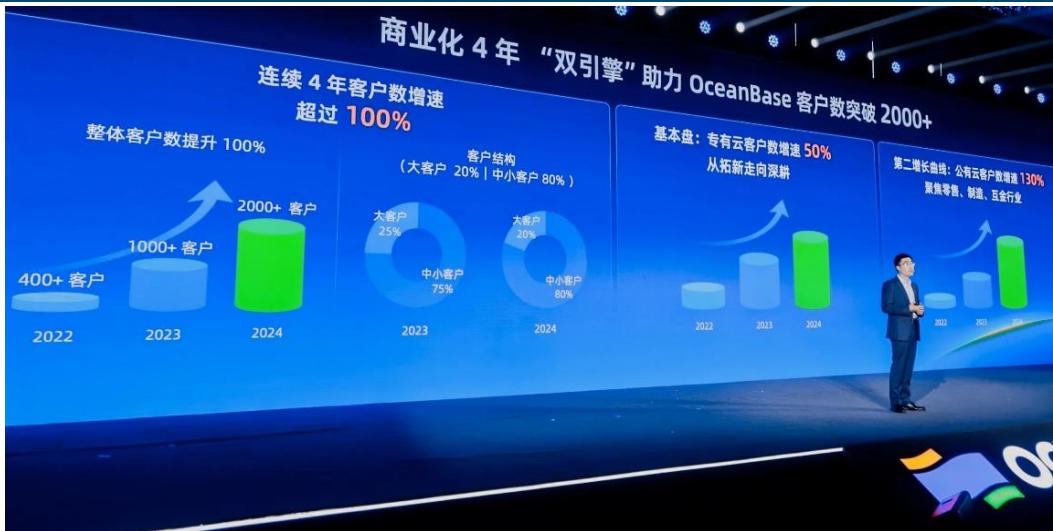 商业化 4 年 “双引擎”助力 OceanBase 客户数突破 2000+
连续 4 年客户数增速
超过 100%
整体客户数提升 100%
400+ 客户
1000+ 客户
2000+ 客户
2022
2023
2024
客户结构
（大客户 20% | 中小客户 80% ）
大客户
25%
中小客户
75%
2023
大客户
20%
中小客户
80%
2024
基本盘：专有云客户数增速 50%
从拓新走向深耕
2022
2023
2024
第二增长曲线：公有云客户数增速 130%
聚焦零售、制造、互金行业
2022
2023